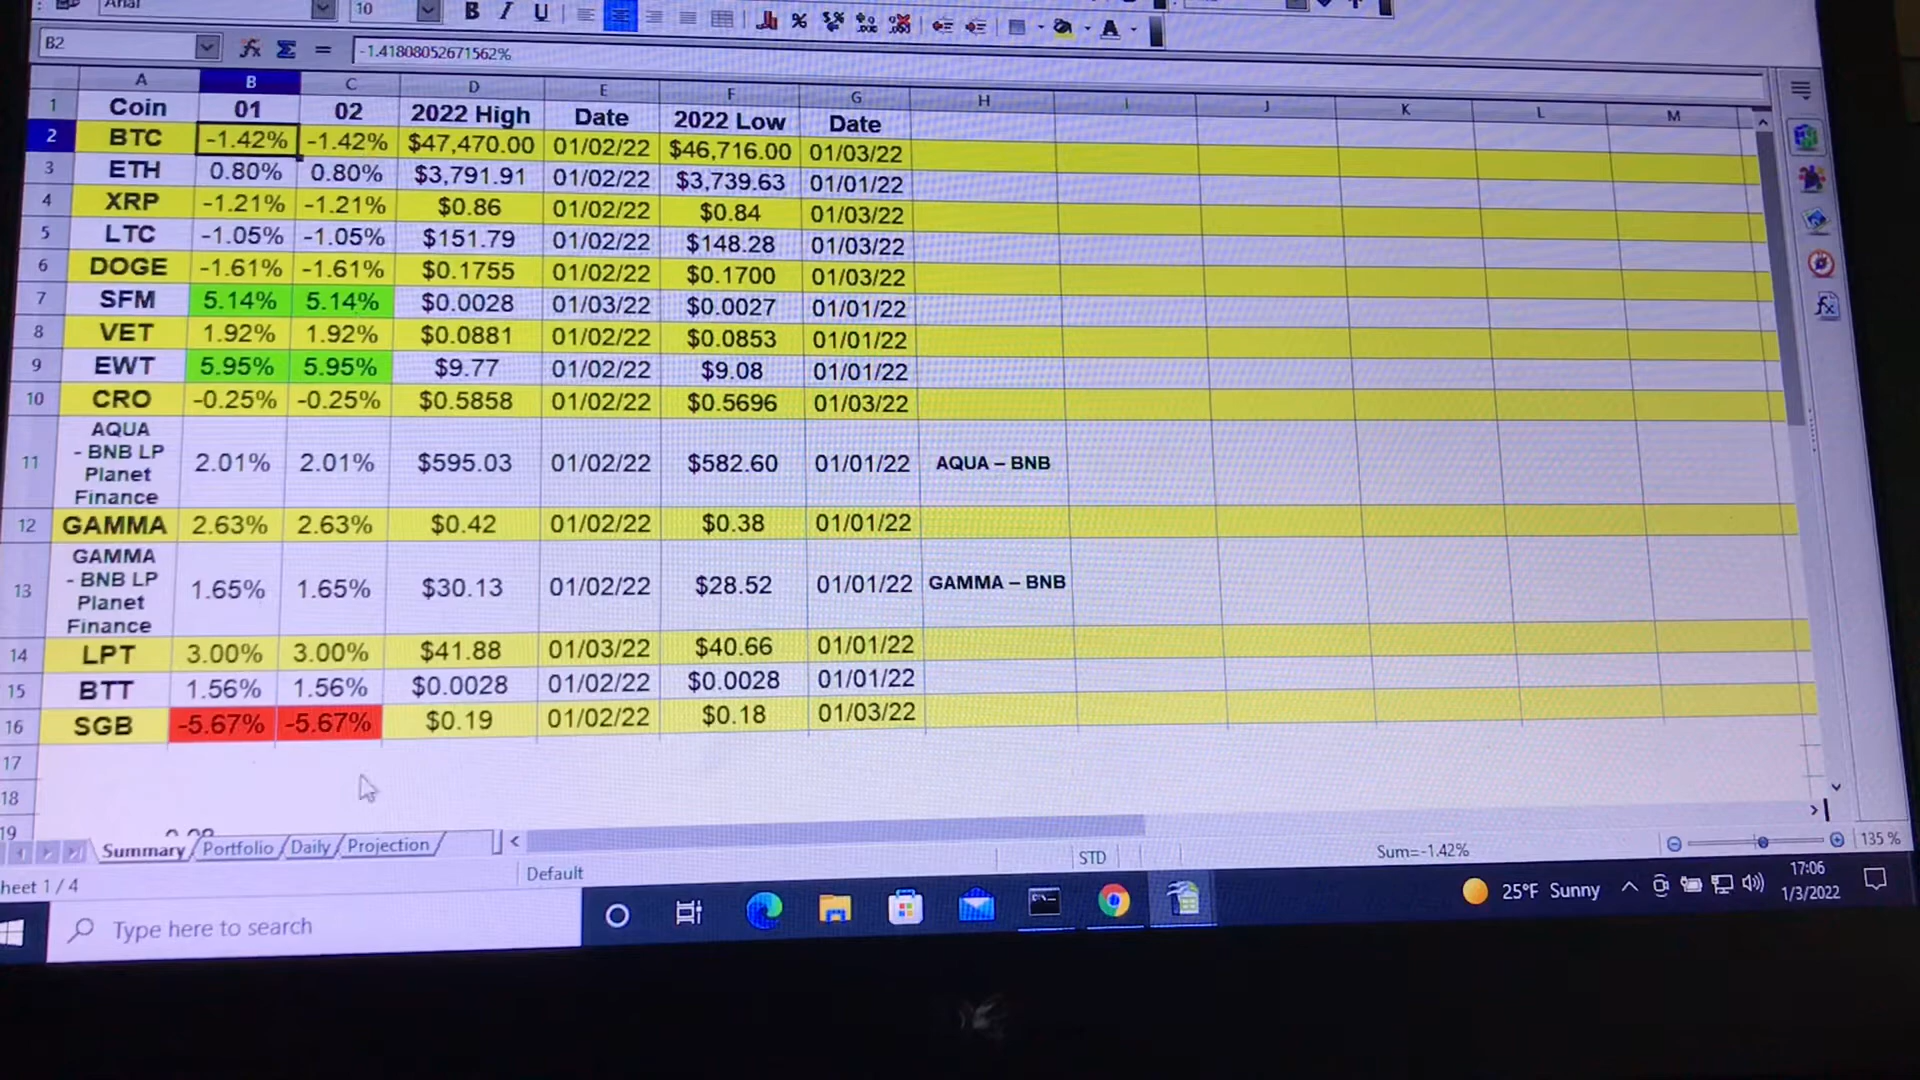 Arial 10 B I U %
B2 = -1.41808052671562%
A B C D E F G H I J K L M
1 Coin 01 02 2022 High Date 2022 Low Date
2 BTC -1.42% -1.42% $47,470.00 01/02/22 $46,716.00 01/03/22
3 ETH 0.80% 0.80% $3,791.91 01/02/22 $3,739.63 01/01/22
4 XRP -1.21% -1.21% $0.86 01/02/22 $0.84 01/03/22
5 LTC -1.05% -1.05% $151.79 01/02/22 $148.28 01/03/22
6 DOGE -1.61% -1.61% $0.1755 01/02/22 $0.1700 01/03/22
7 SFM 5.14% 5.14% $0.0028 01/03/22 $0.0027 01/01/22
8 VET 1.92% 1.92% $0.0881 01/02/22 $0.0853 01/01/22
9 EWT 5.95% 5.95% $9.77 01/02/22 $9.08 01/01/22
10 CRO -0.25% -0.25% $0.5858 01/02/22 $0.5696 01/03/22
AQUA
- BNB LP
11 2.01% 2.01% $595.03 01/02/22 $582.60 01/01/22 AQUA – BNB
Planet
Finance
12 GAMMA 2.63% 2.63% $0.42 01/02/22 $0.38 01/01/22
GAMMA
- BNB LP
13 1.65% 1.65% $30.13 01/02/22 $28.52 01/01/22 GAMMA – BNB
Planet
Finance
14 LPT 3.00% 3.00% $41.88 01/03/22 $40.66 01/01/22
15 BTT 1.56% 1.56% $0.0028 01/02/22 $0.0028 01/01/22
16 SGB -5.67% -5.67% $0.19 01/02/22 $0.18 01/03/22
17
18
19
Summary Portfolio Daily Projection
heet 1 / 4 Default STD Sum=-1.42% 135 %
Type here to search 25°F Sunny 17:06
1/3/2022